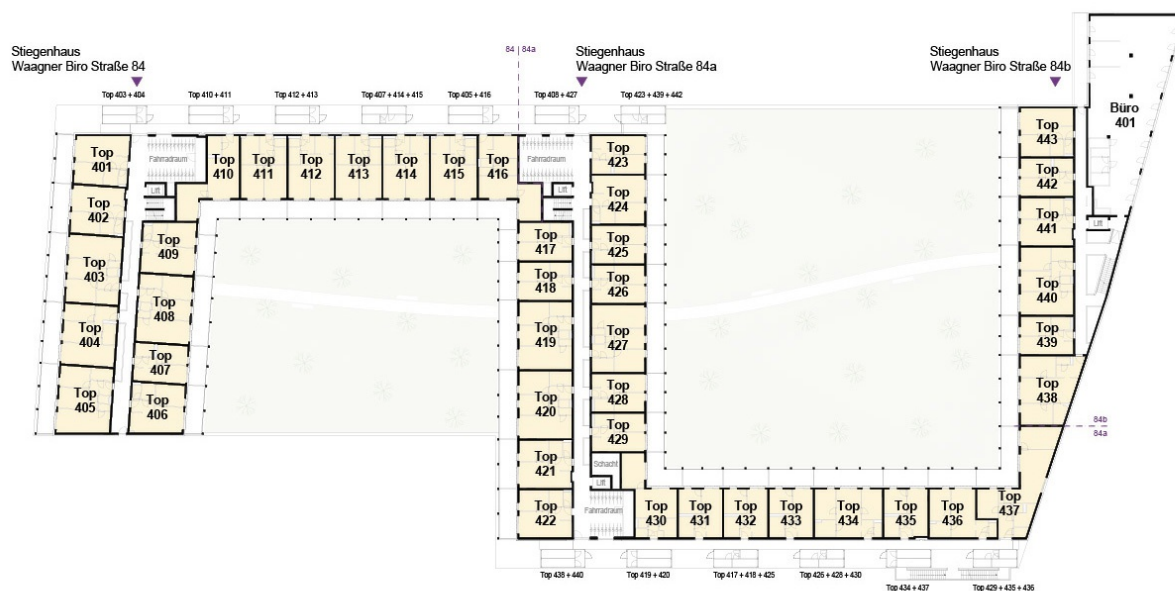 Stiegenhaus
Waagner Biro Straße 84
84 84a
Stiegenhaus
Waagner Biro Straße 84a
Stiegenhaus
Waagner Biro Straße 84b
Top 403 + 404
Top 410 + 411
Top 412 + 413
Top 407 + 414 + 415
Top 405 + 416
Top 408 + 427
Top 423 + 439 + 442
Büro
401
Top
401
Top
402
Top
403
Top
404
Top
405
Fahrradraum
Lift
Top
409
Top
408
Top
407
Top
406
Top
410
Top
411
Top
412
Top
413
Top
414
Top
415
Top
416
Fahrradraum
Lift
Top
417
Top
418
Top
419
Top
420
Top
421
Top
422
Top
423
Top
424
Top
425
Top
426
Top
427
Top
428
Top
429
Schacht
Lift
Fahrradraum
Top
430
Top
431
Top
432
Top
433
Top
434
Top
435
Top
436
Top
437
Top
443
Top
442
Top
441
Top
440
Top
439
Top
438
Lift
84b
84a
Top 438 + 440
Top 419 + 420
Top 417 + 418 + 425
Top 426 + 428 + 430
Top 434 + 437
Top 429 + 435 + 436